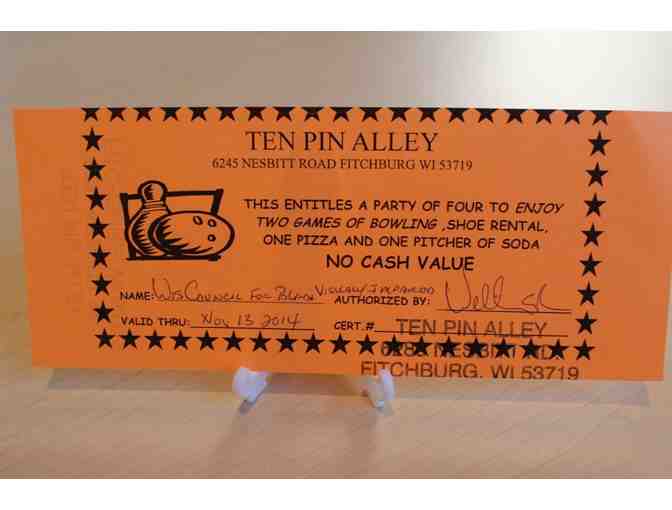 TEN PIN ALLEY
6245 NESBITT ROAD FITCHBURG WI 53719
THIS ENTITLES A PARTY OF FOUR TO ENJOY
TWO GAMES OF BOWLING ,SHOE RENTAL,
ONE PIZZA AND ONE PITCHER OF SODA
NO CASH VALUE
NAME: Wis Council For Blind Visually Impaired AUTHORIZED BY:
VALID THRU: Nov 13 2014 CERT.# TEN PIN ALLEY
NESBITT RD
FITCHBURG, WI 53719